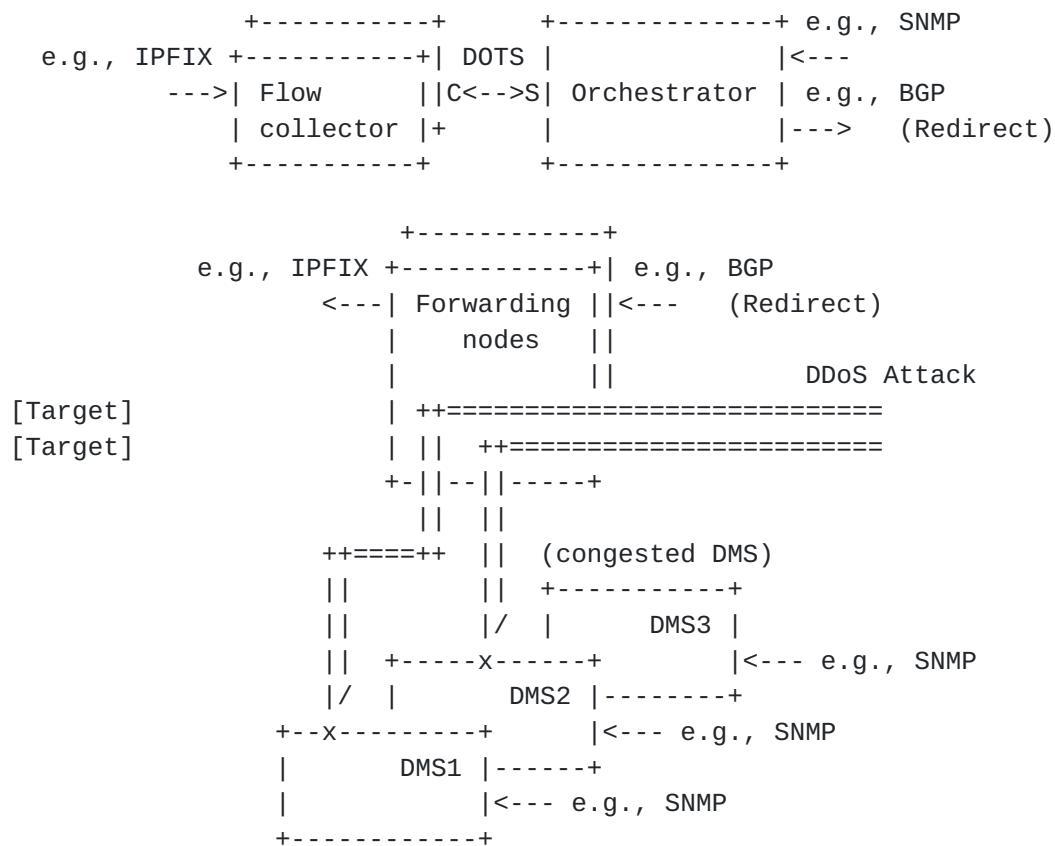 e.g., SNMP
e.g., IPFIX DOTS
---> Flow C<-->S Orchestrator e.g., BGP
collector ---> (Redirect)
e.g., IPFIX e.g., BGP
<--- Forwarding <--- (Redirect)
nodes
DDoS Attack
[Target]
[Target]
(congested DMS)
DMS3
x <--- e.g., SNMP
DMS2
x <--- e.g., SNMP
DMS1
<--- e.g., SNMP